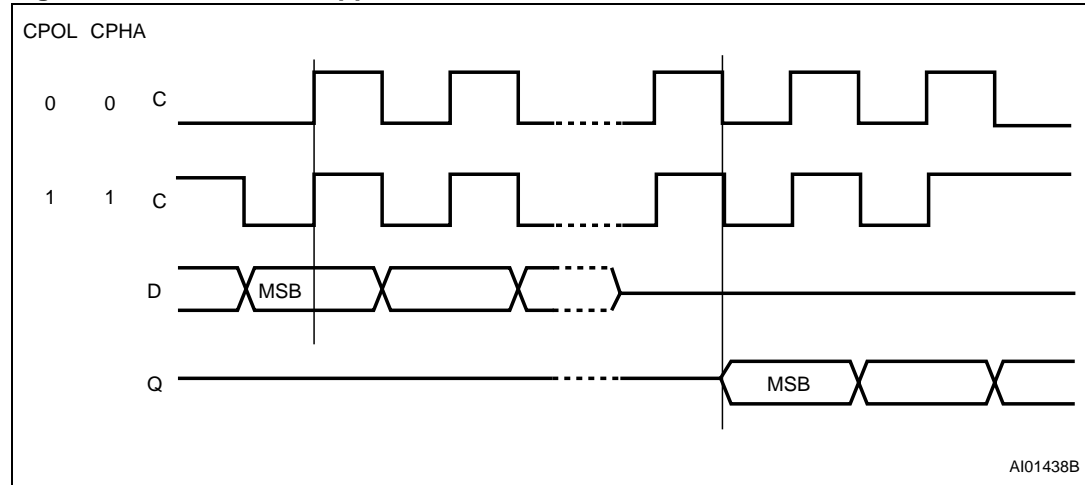 CPOL CPHA
0 0 C
1 1 C
D MSB
Q MSB
AI01438B